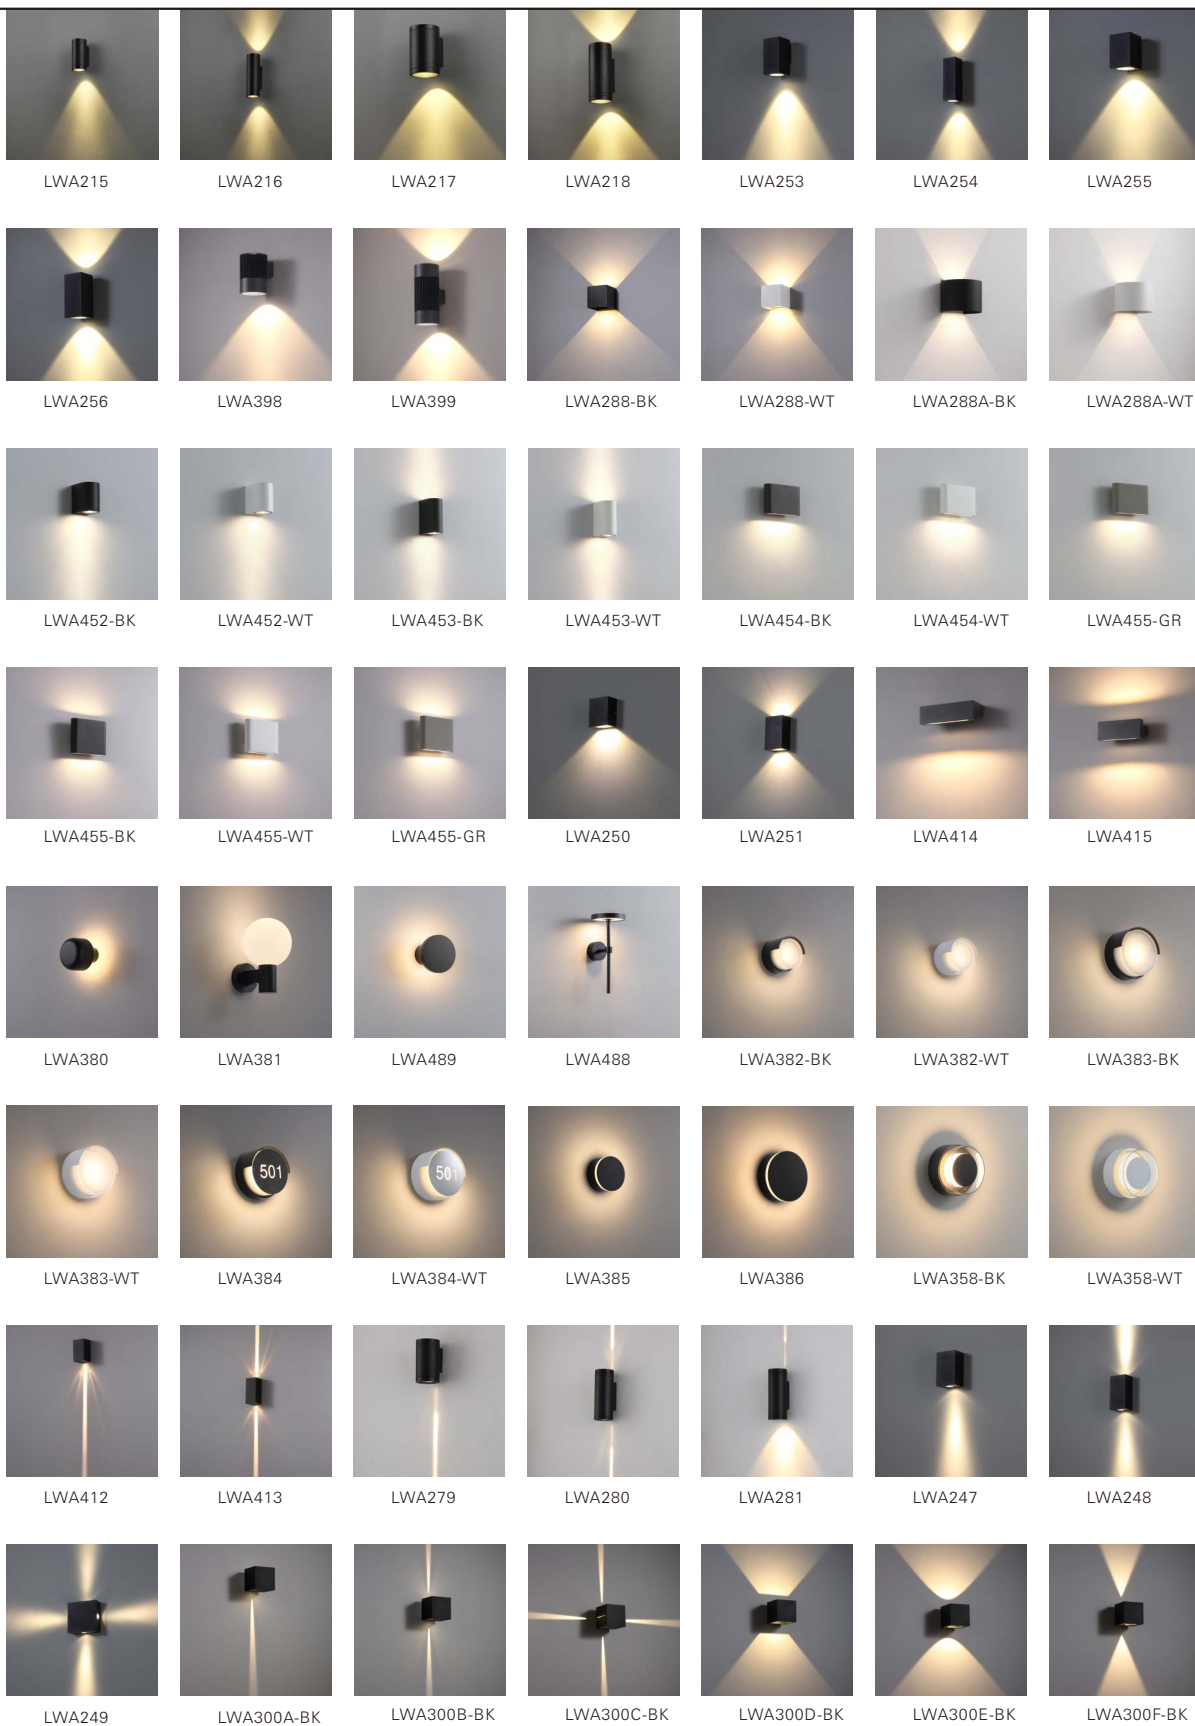 LWA215 LWA216 LWA217 LWA218 LWA253 LWA254 LWA255
LWA256 LWA398 LWA399 LWA288-BK LWA288-WT LWA288A-BK LWA288A-WT
LWA452-BK LWA452-WT LWA453-BK LWA453-WT LWA454-BK LWA454-WT LWA455-GR
LWA455-BK LWA455-WT LWA455-GR LWA250 LWA251 LWA414 LWA415
LWA380 LWA381 LWA489 LWA488 LWA382-BK LWA382-WT LWA383-BK
501 501
LWA383-WT LWA384 LWA384-WT LWA385 LWA386 LWA358-BK LWA358-WT
LWA412 LWA413 LWA279 LWA280 LWA281 LWA247 LWA248
LWA249 LWA300A-BK LWA300B-BK LWA300C-BK LWA300D-BK LWA300E-BK LWA300F-BK